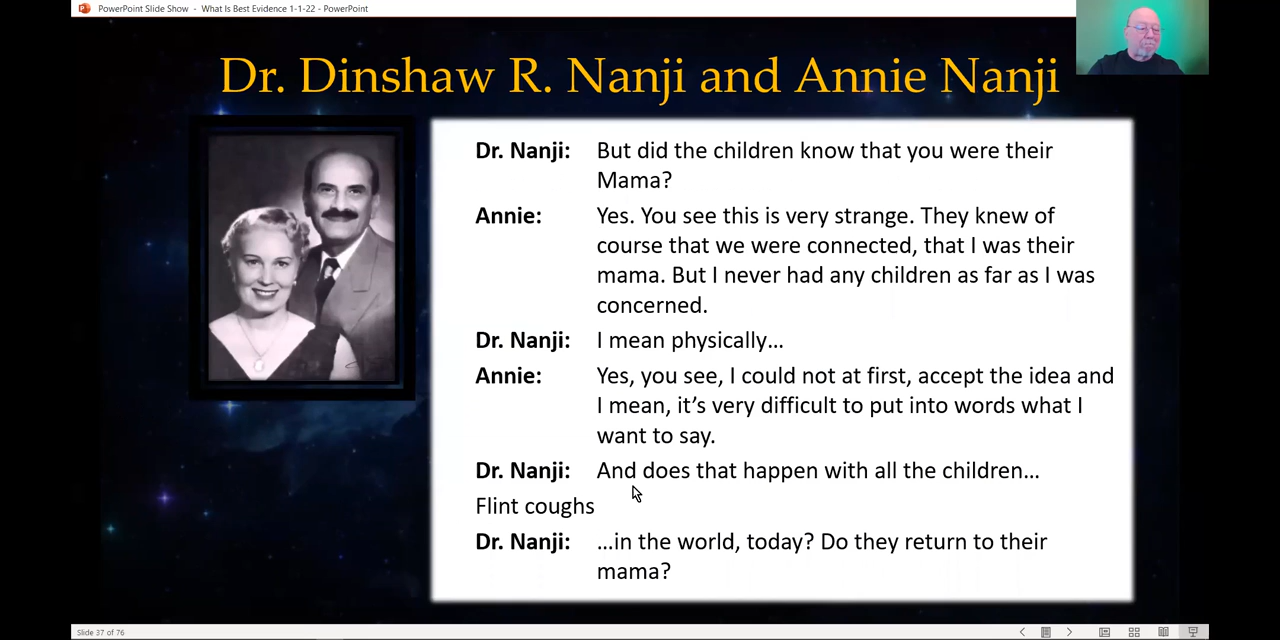 PowerPoint Slide Show - What Is Best Evidence 1-1-22 - PowerPoint
Dr. Dinshaw R. Nanji and Annie Nanji
Dr. Nanji: But did the children know that you were their
Mama?
Annie: Yes. You see this is very strange. They knew of
course that we were connected, that I was their
mama. But I never had any children as far as I was
concerned.
Dr. Nanji: I mean physically…
Annie: Yes, you see, I could not at first, accept the idea and
I mean, it’s very difficult to put into words what I
want to say.
Dr. Nanji: And does that happen with all the children…
Flint coughs
Dr. Nanji: …in the world, today? Do they return to their
mama?
Slide 37 of 76